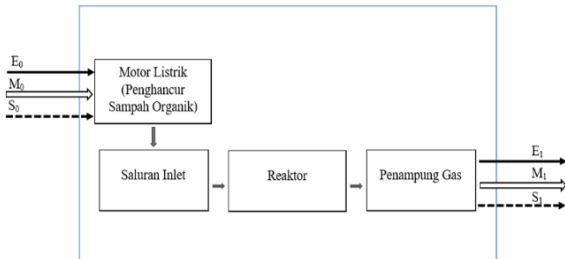 E₀
M₀
S₀
Motor Listrik
(Penghancur
Sampah Organik)
Saluran Inlet
Reaktor
Penampung Gas
E₁
M₁
S₁